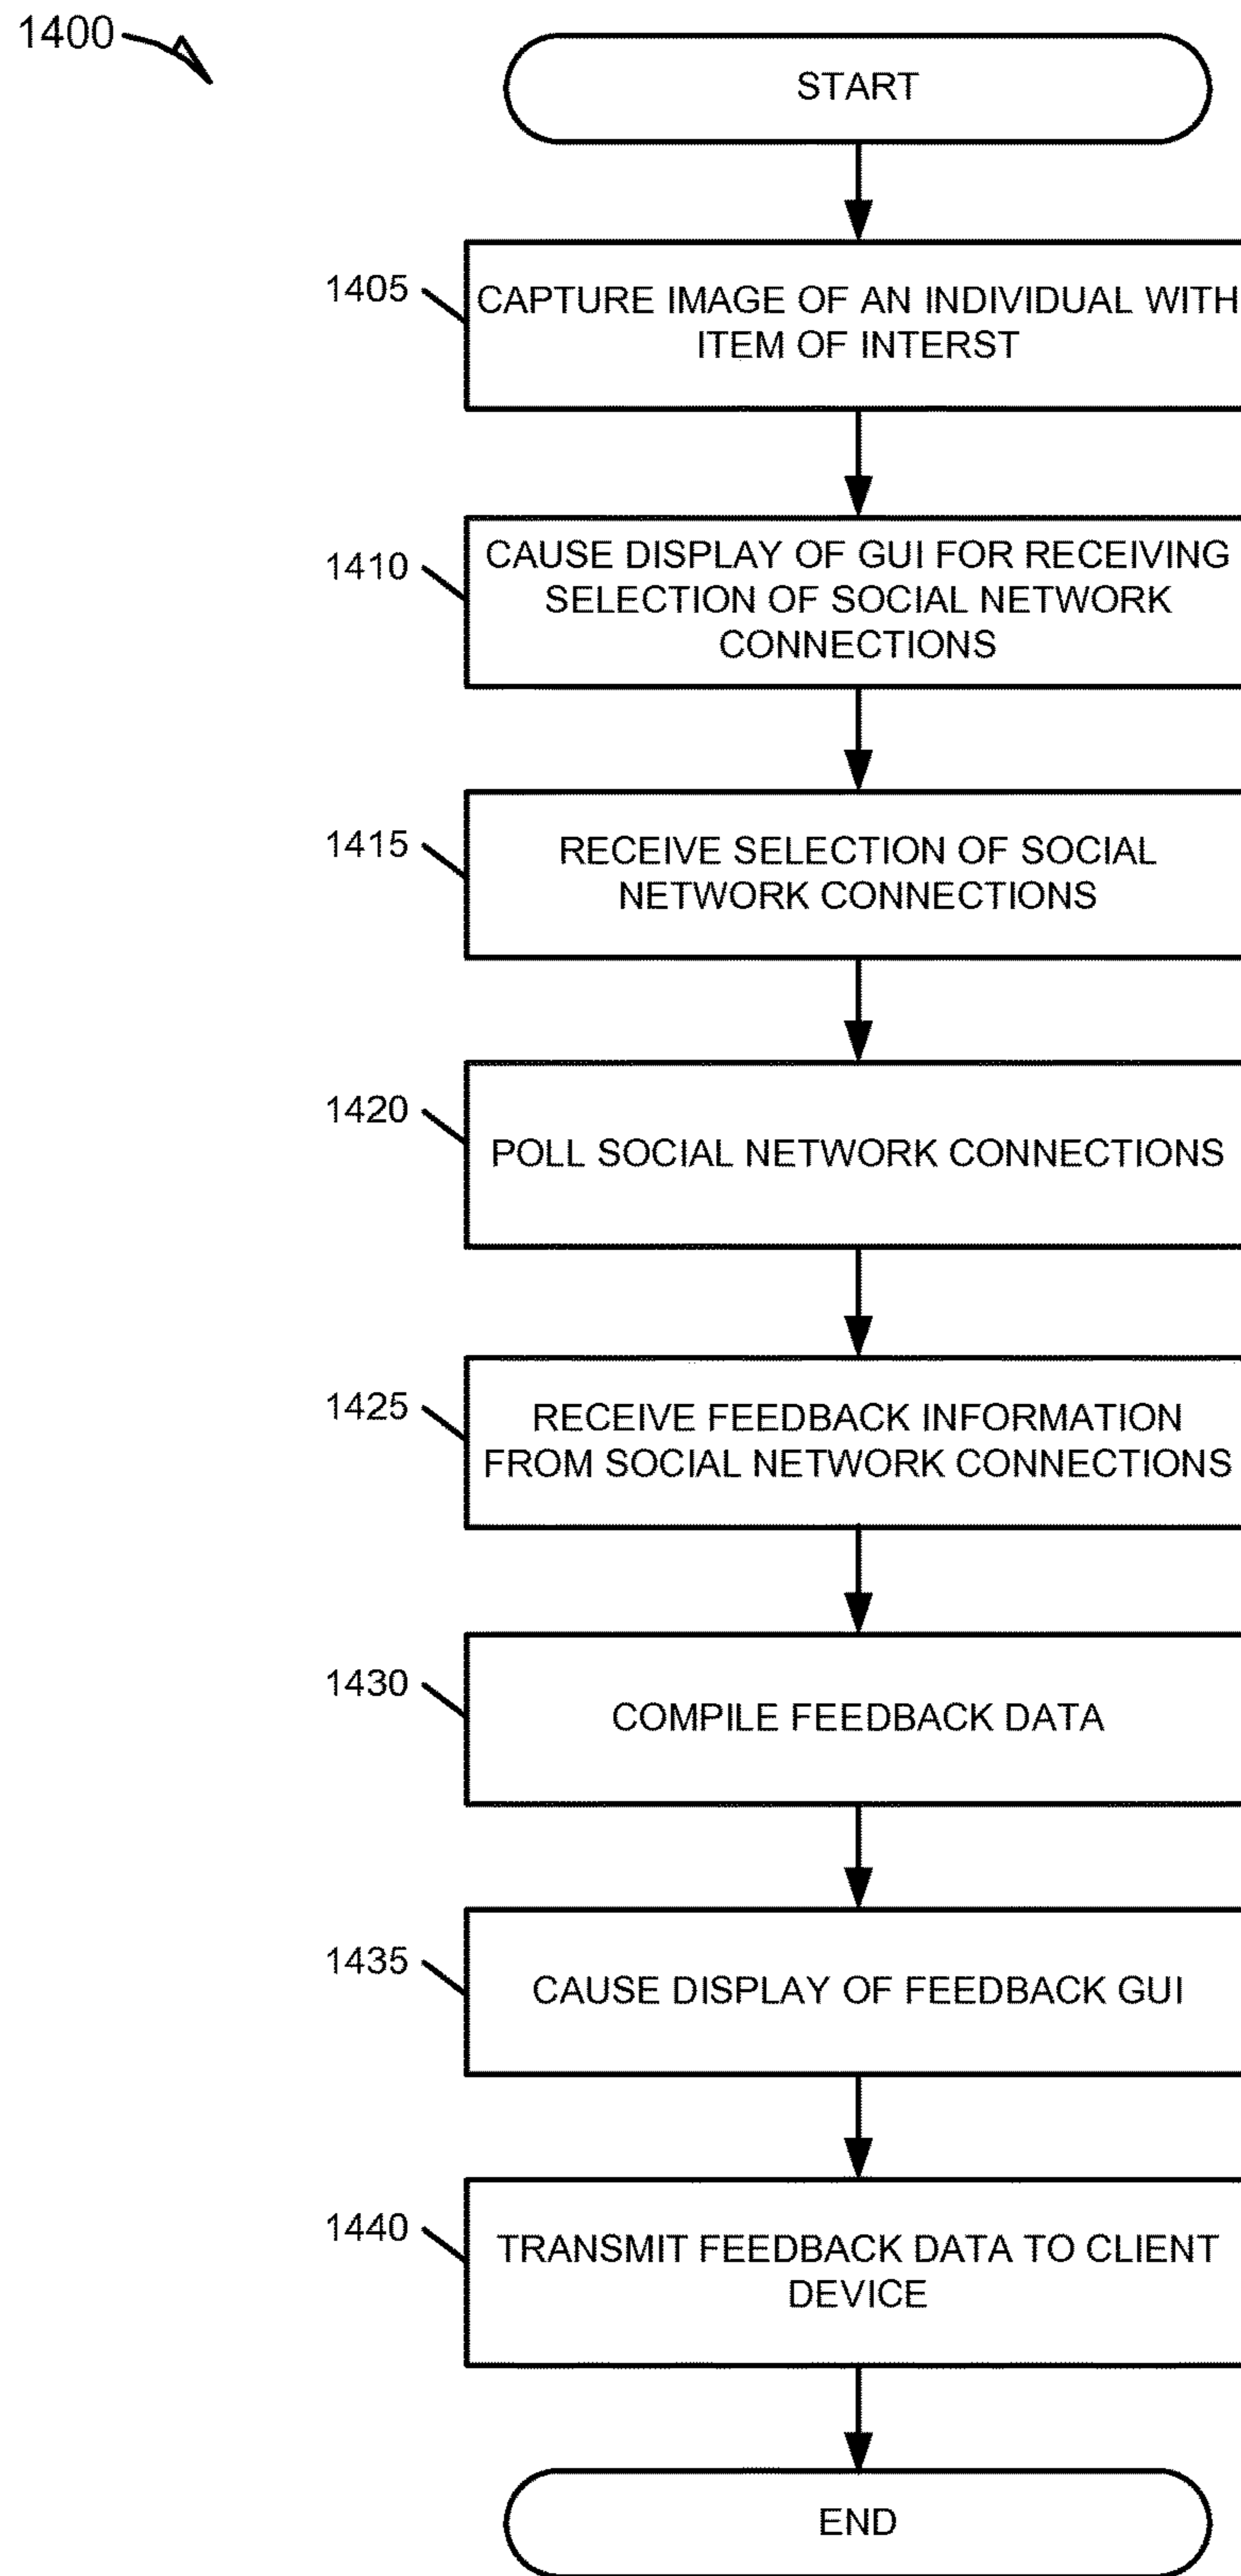 1400
START
1405
CAPTURE IMAGE OF AN INDIVIDUAL WITH
ITEM OF INTERST
1410
CAUSE DISPLAY OF GUI FOR RECEIVING
SELECTION OF SOCIAL NETWORK
CONNECTIONS
1415
RECEIVE SELECTION OF SOCIAL
NETWORK CONNECTIONS
1420
POLL SOCIAL NETWORK CONNECTIONS
1425
RECEIVE FEEDBACK INFORMATION
FROM SOCIAL NETWORK CONNECTIONS
1430
COMPILE FEEDBACK DATA
1435
CAUSE DISPLAY OF FEEDBACK GUI
1440
TRANSMIT FEEDBACK DATA TO CLIENT
DEVICE
END